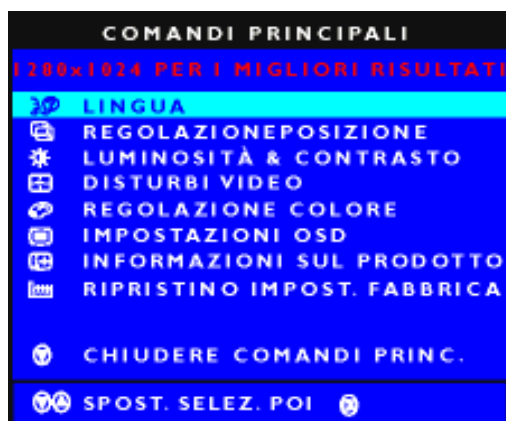 COMANDI PRINCIPALI
1280x1024 PER I MIGLIORI RISULTATI
LINGUA
REGOLAZIONEPOSIZIONE
LUMINOSITÀ & CONTRASTO
DISTURBI VIDEO
REGOLAZIONE COLORE
IMPOSTAZIONI OSD
INFORMAZIONI SUL PRODOTTO
RIPRISTINO IMPOST. FABBRICA
CHIUDERE COMANDI PRINC.
SPOST. SELEZ. POI